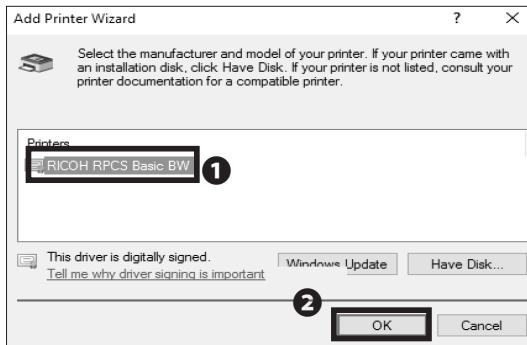 Add Printer Wizard ? X
Select the manufacturer and model of your printer. If your printer came with
an installation disk, click Have Disk. If your printer is not listed, consult your
printer documentation for a compatible printer.
Printers
RICOH RPCS Basic BW
1
This driver is digitally signed.
Tell me why driver signing is important
Windows Update
Have Disk...
2
OK
Cancel